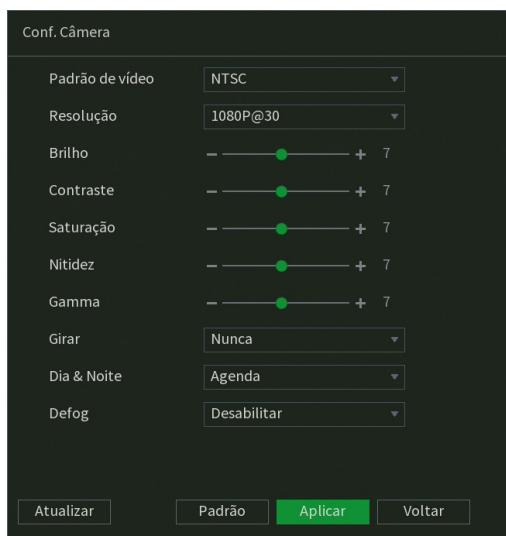 Conf. Câmera
Padrão de vídeo NTSC
Resolução 1080P@30
Brilho 7
Contraste 7
Saturação 7
Nitidez 7
Gamma 7
Girar Nunca
Dia & Noite Agenda
Defog Desabilitar
Atualizar Padrão Aplicar Voltar